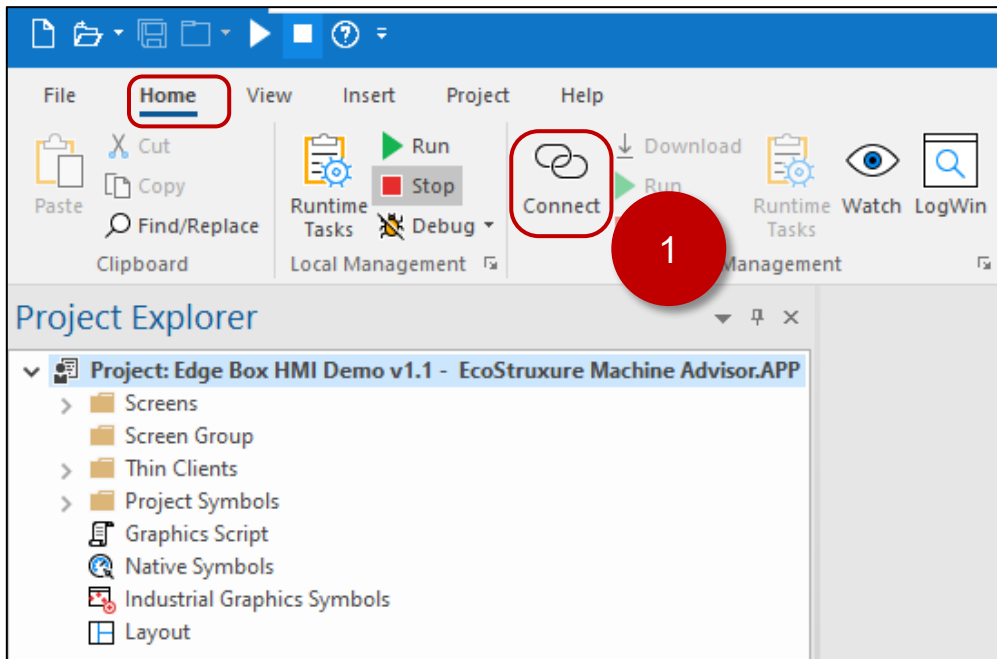 File Home View Insert Project Help
Paste
Cut
Copy
Find/Replace
Clipboard
Runtime Tasks
Run
Stop
Debug
Local Management
Connect
Download
Run
1
Runtime Tasks
Watch
LogWin
Management
Project Explorer
Project: Edge Box HMI Demo v1.1 - EcoStruxure Machine Advisor.APP
Screens
Screen Group
Thin Clients
Project Symbols
Graphics Script
Native Symbols
Industrial Graphics Symbols
Layout